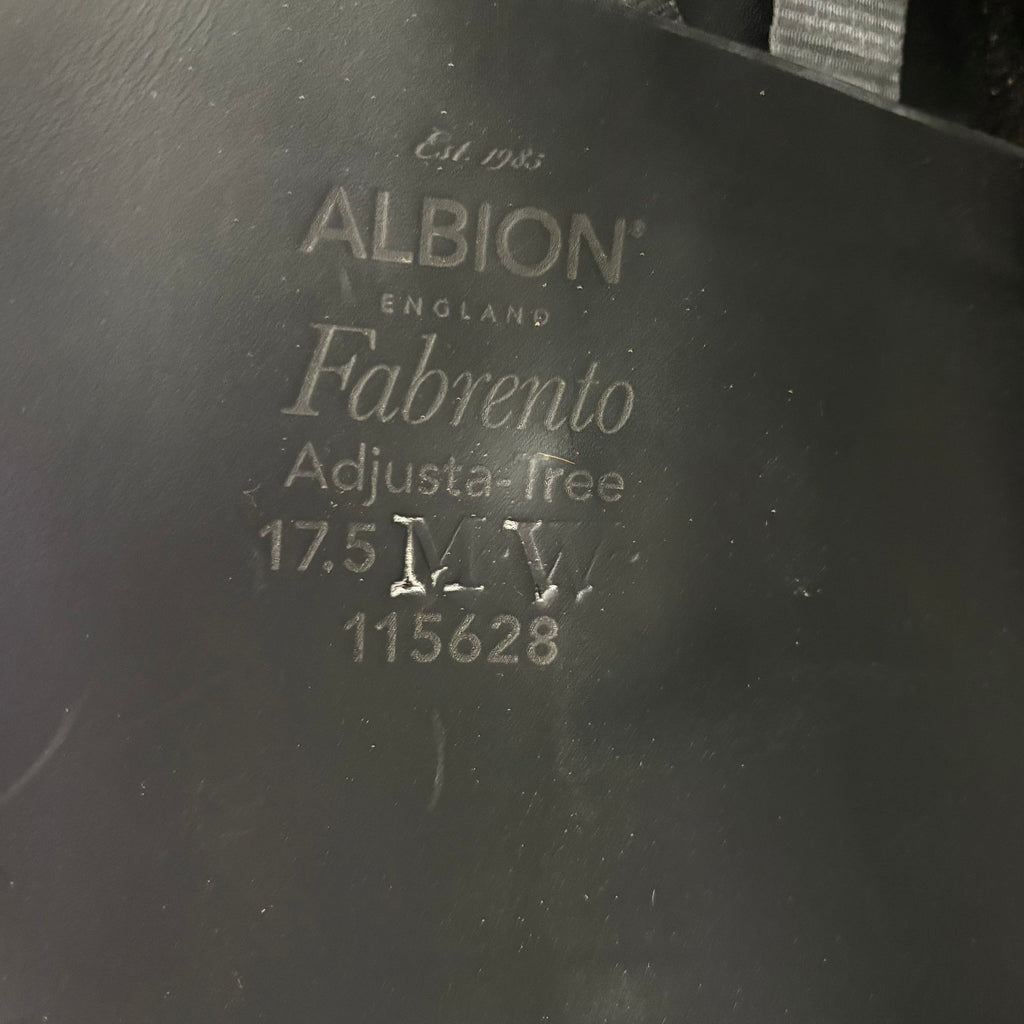 Est. 1985
ALBION®
ENGLAND
Fabrento
Adjusta-Tree
17.5 MW
115628